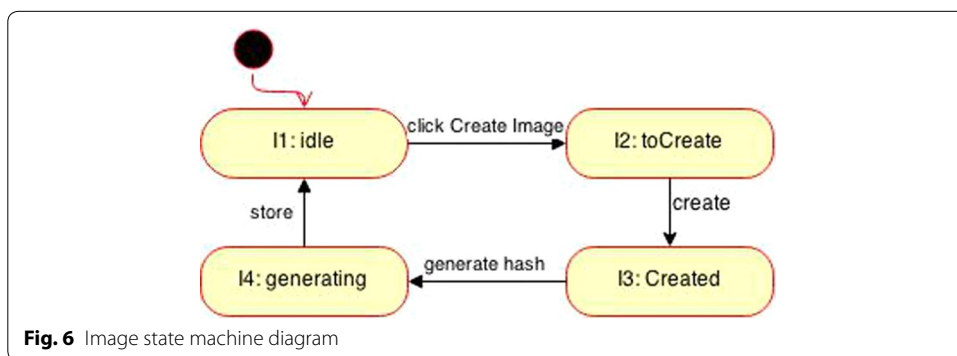 I1: idle
click Create Image
I2: toCreate
store
create
I4: generating
generate hash
I3: Created
Fig. 6 Image state machine diagram